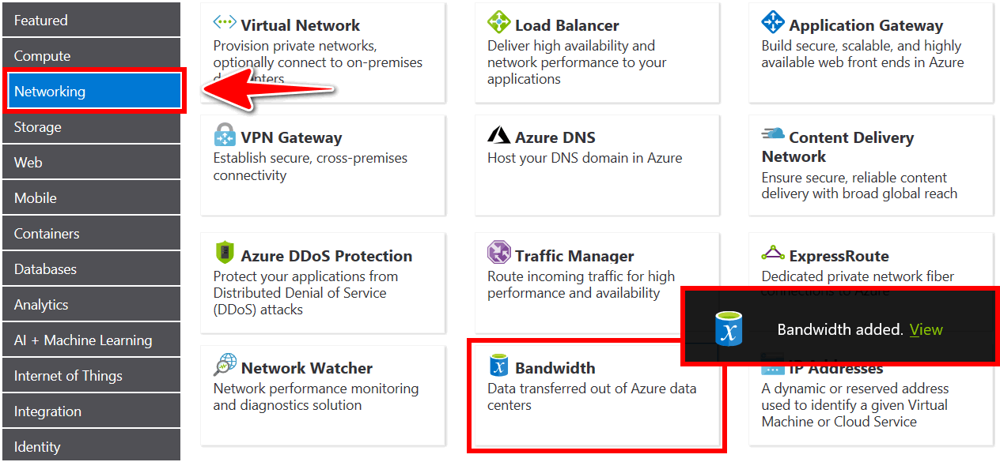 Featured
Compute
Networking
Storage
Web
Mobile
Containers
Databases
Analytics
AI + Machine Learning
Internet of Things
Integration
Identity
Virtual Network
Provision private networks,
optionally connect to on-premises
Load Balancer
Deliver high availability and
network performance to your
applications
Application Gateway
Build secure, scalable, and highly
available web front ends in Azure
VPN Gateway
Establish secure, cross-premises
connectivity
Azure DNS
Host your DNS domain in Azure
Content Delivery
Network
Ensure secure, reliable content
delivery with broad global reach
Azure DDoS Protection
Protect your applications from
Distributed Denial of Service
(DDoS) attacks
Traffic Manager
Route incoming traffic for high
performance and availability
ExpressRoute
Dedicated private network fiber
connections to Azure
Bandwidth added. View
Network Watcher
Network performance monitoring
and diagnostics solution
Bandwidth
Data transferred out of Azure data
centers
IP Addresses
A dynamic or reserved address
used to identify a given Virtual
Machine or Cloud Service